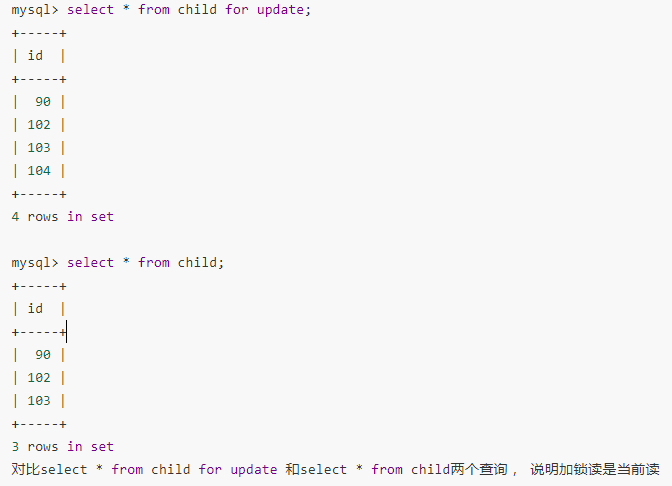 mysql> select * from child for update;
+-----+
| id  |
+-----+
|  90 |
| 102 |
| 103 |
| 104 |
+-----+
4 rows in set
mysql> select * from child;
+-----+
| id  |
+-----+
|  90 |
| 102 |
| 103 |
+-----+
3 rows in set
对比select * from child for update 和select * from child两个查询， 说明加锁读是当前读